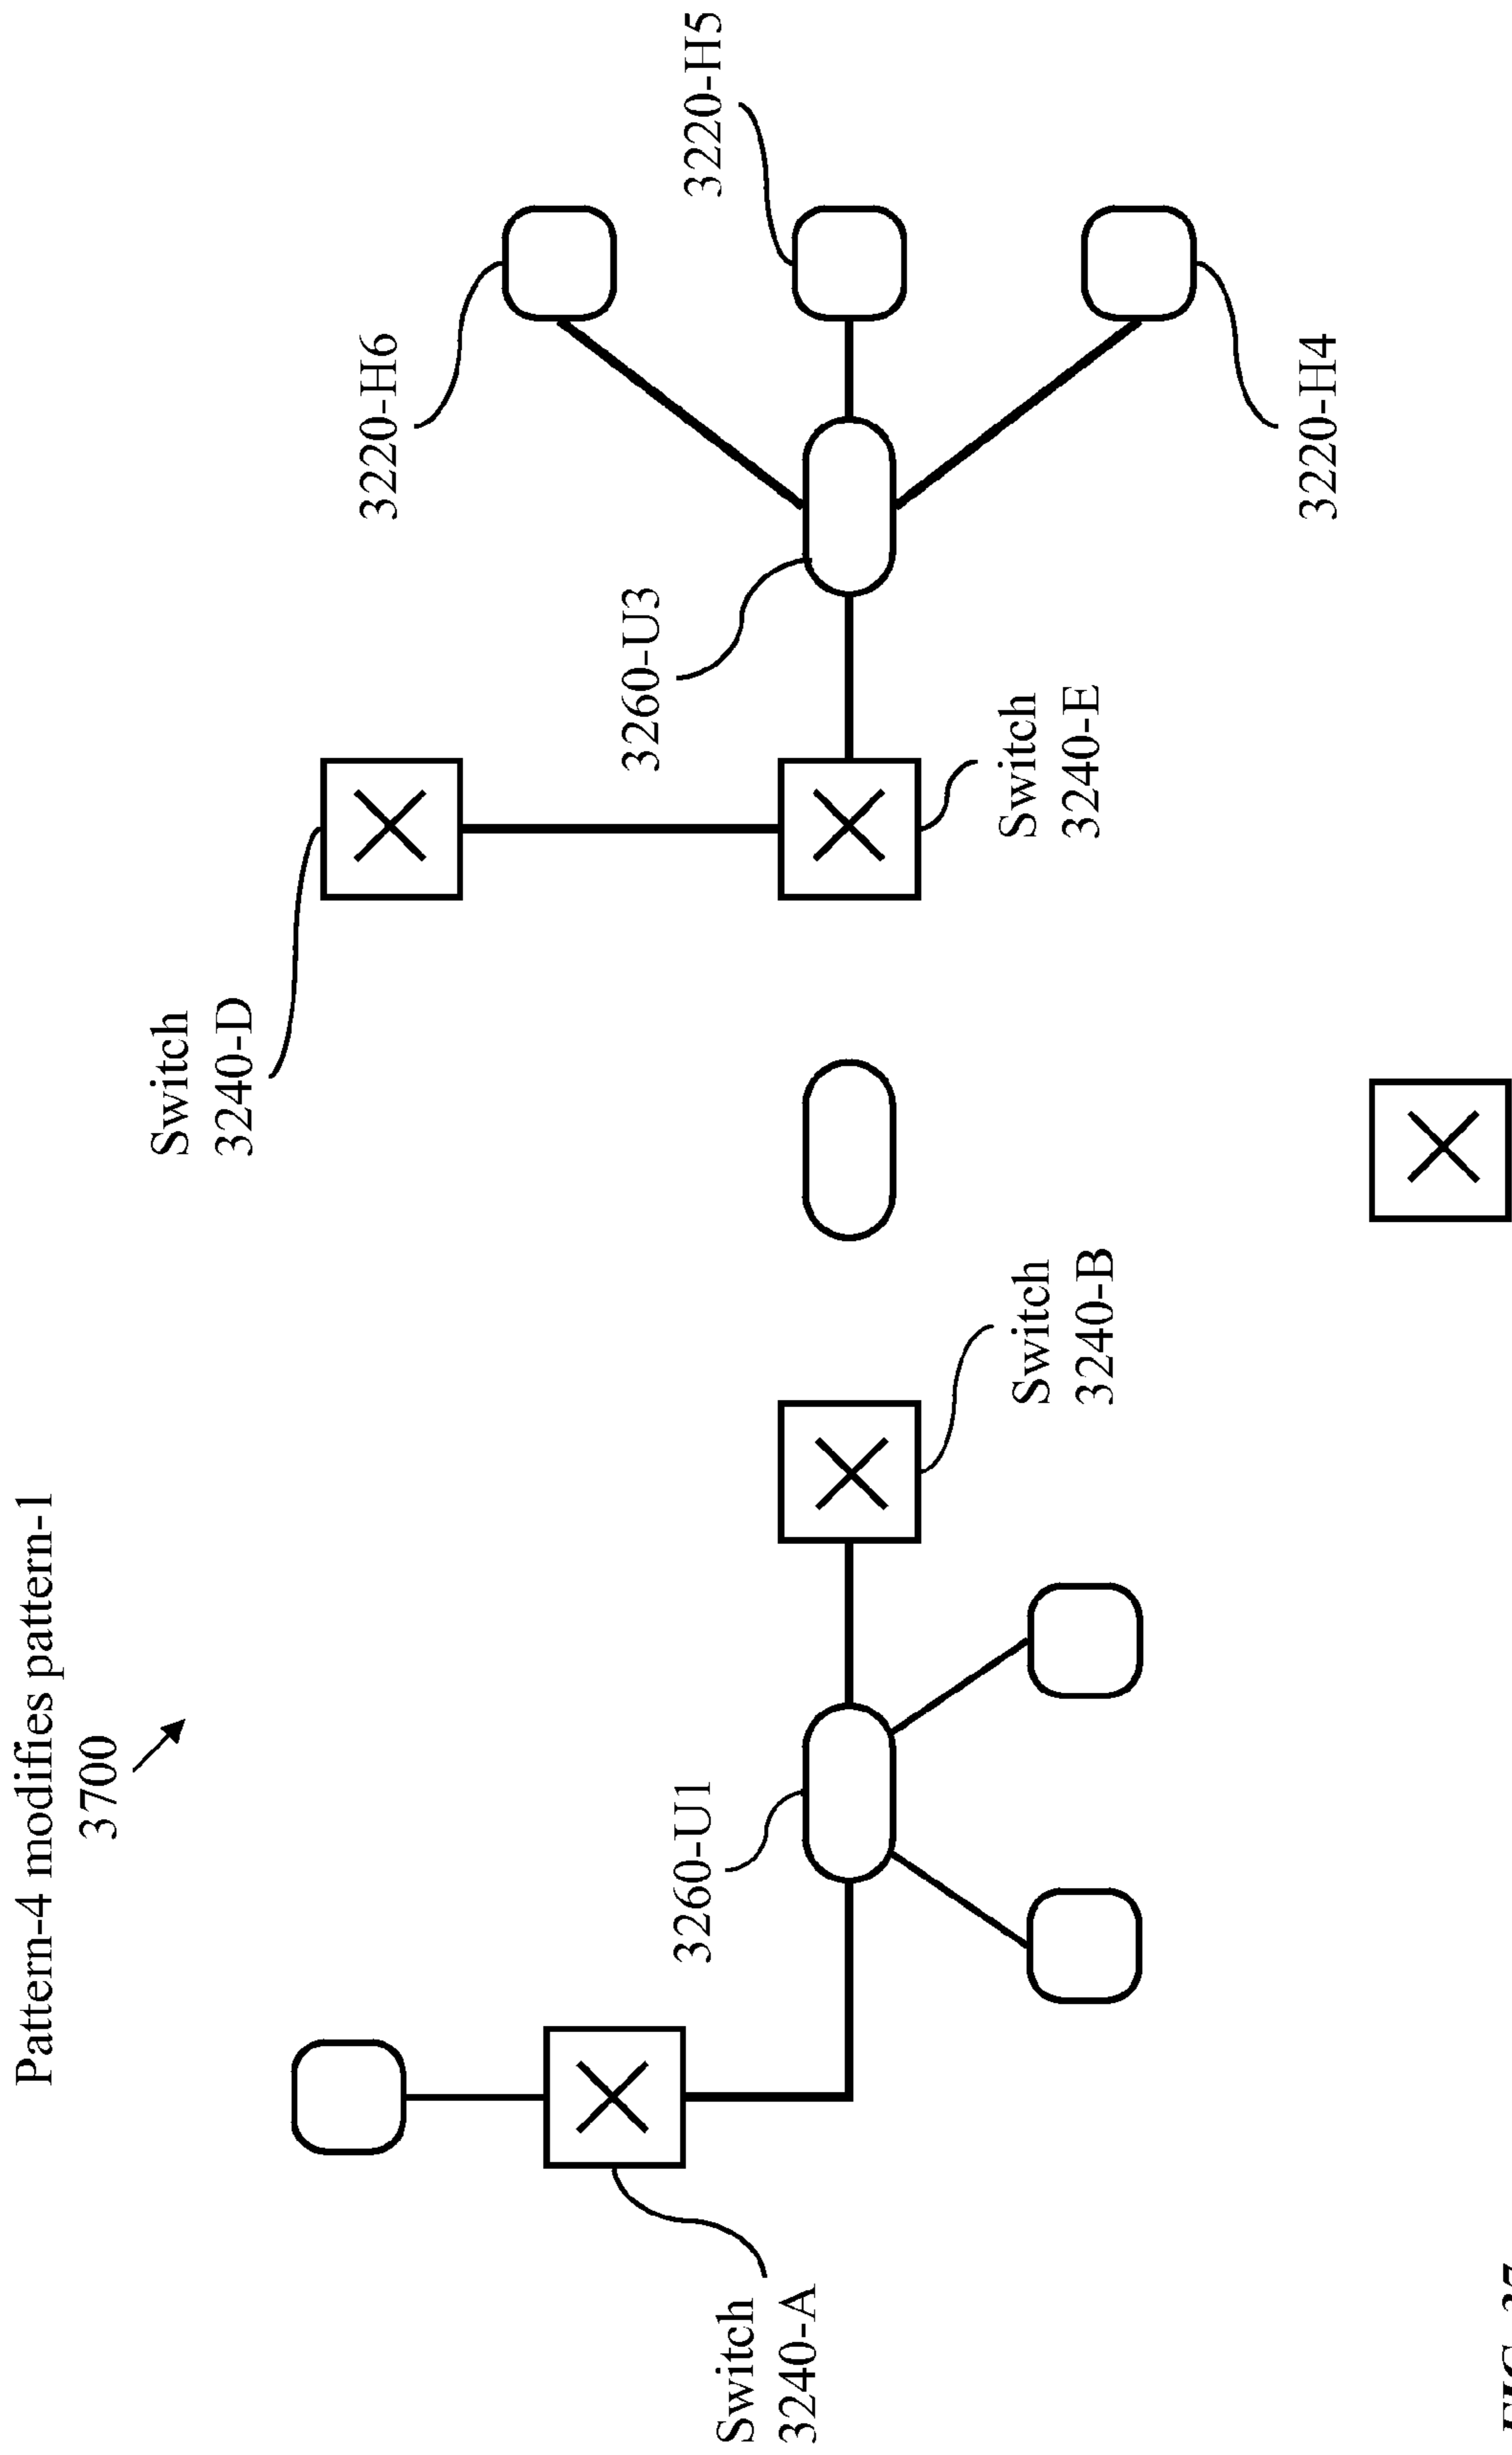 Pattern-4 modifies pattern-1
3700
Switch
3240-D
3220-H6
3220-H5
3260-U3
Switch
3240-E
3220-H4
3260-U1
Switch
3240-B
Switch
3240-A